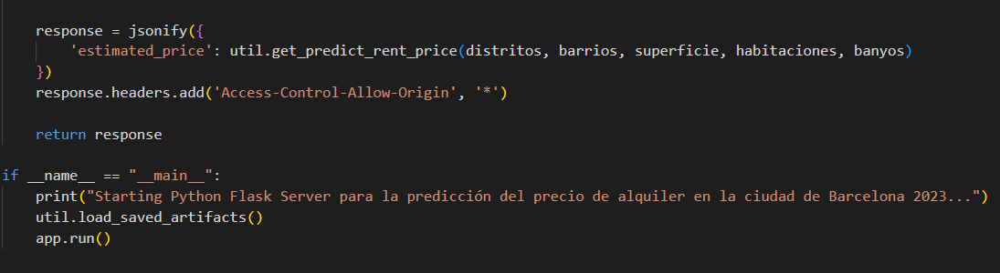 response = jsonify({
'estimated_price': util.get_predict_rent_price(distritos, barrios, superficie, habitaciones, banyos)
})
response.headers.add('Access-Control-Allow-Origin', '*')
return response
if __name__ == "__main__":
print("Starting Python Flask Server para la predicción del precio de alquiler en la ciudad de Barcelona 2023...")
util.load_saved_artifacts()
app.run()